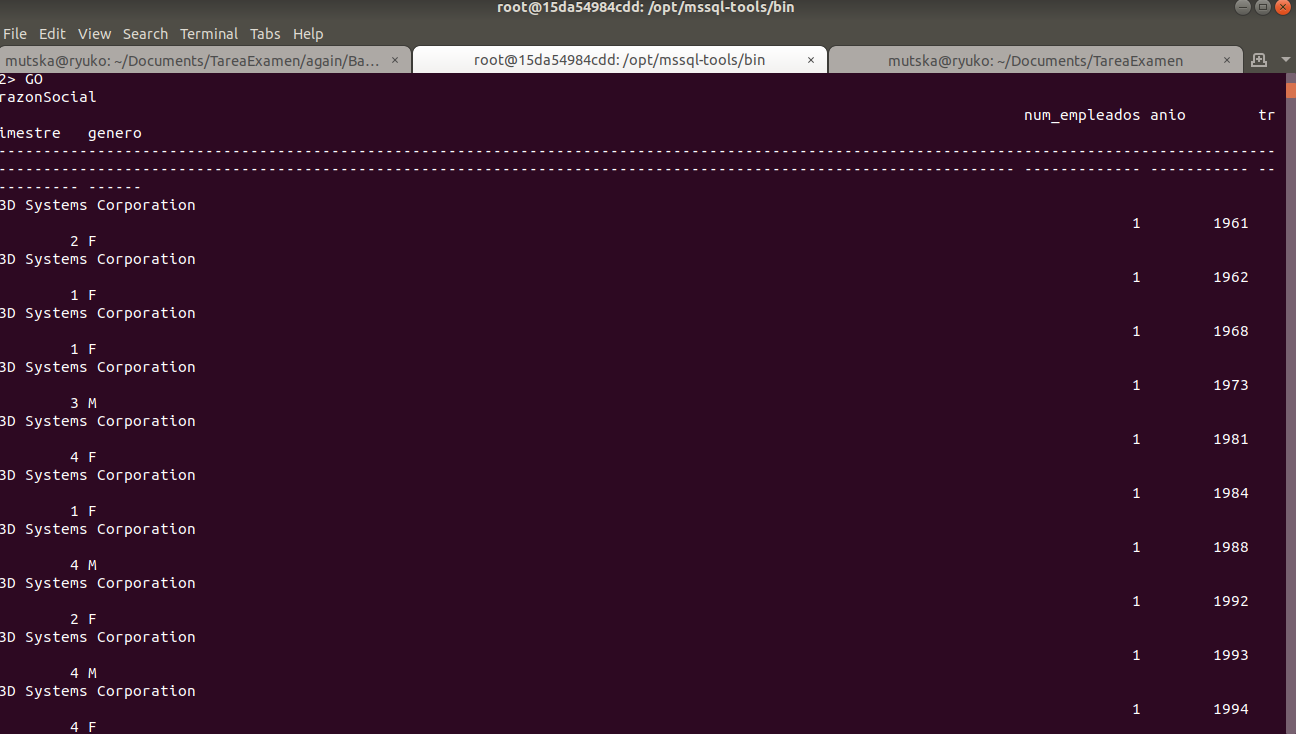 root@15da54984cdd: /opt/mssql-tools/bin
File Edit View Search Terminal Tabs Help
mutska@ryuko: ~/Documents/TareaExamen/again/Ba... × root@15da54984cdd: /opt/mssql-tools/bin × mutska@ryuko: ~/Documents/TareaExamen ×
2> GO
razonSocial
num_empleados anio tr
imestre genero
----------------------------------------------------------------------------------------------------------------------------------------------
----------------------------------------------------------------------------------------------------------------- ------------- ----------- --
--------- ------
3D Systems Corporation
1 1961
2 F
3D Systems Corporation
1 1962
1 F
3D Systems Corporation
1 1968
1 F
3D Systems Corporation
1 1973
3 M
3D Systems Corporation
1 1981
4 F
3D Systems Corporation
1 1984
1 F
3D Systems Corporation
1 1988
4 M
3D Systems Corporation
1 1992
2 F
3D Systems Corporation
1 1993
4 M
3D Systems Corporation
1 1994
4 F